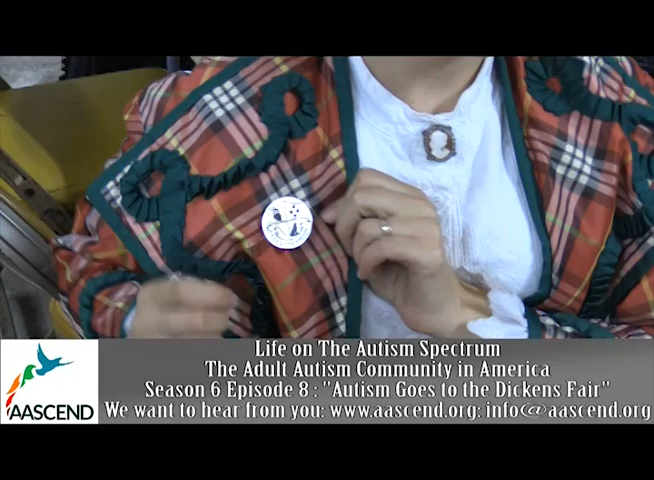 Life on The Autism Spectrum
The Adult Autism Community in America
Season 6 Episode 8 : "Autism Goes to the Dickens Fair"
We want to hear from you: www.aascend.org: info@aascend.org
AASCEND